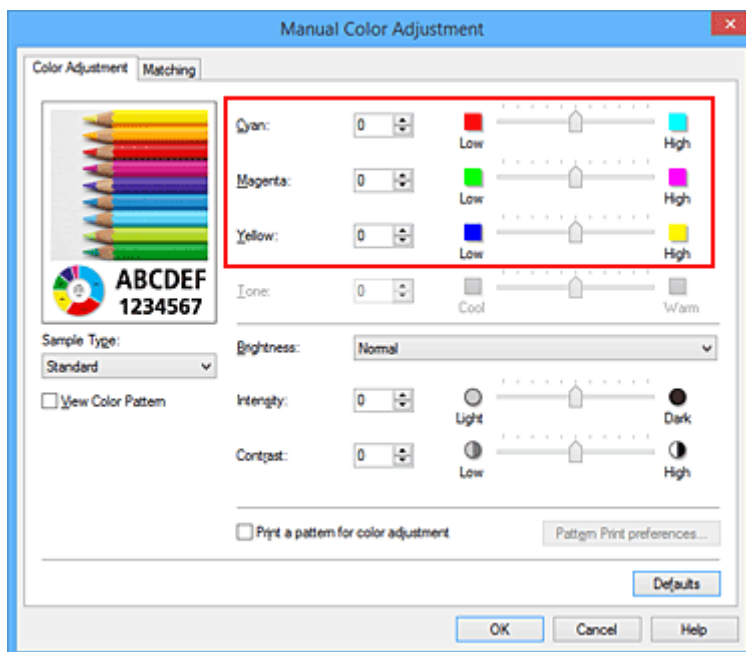 Manual Color Adjustment
Color Adjustment Matching
ABCDEF
1234567
Sample Type:
Standard
View Color Pattern
Cyan: 0 Low High
Magenta: 0 Low High
Yellow: 0 Low High
Tone: 0 Cool Warm
Brightness: Normal
Intensity: 0 Light Dark
Contrast: 0 Low High
Print a pattern for color adjustment Pattern Print preferences...
Defaults
OK Cancel Help